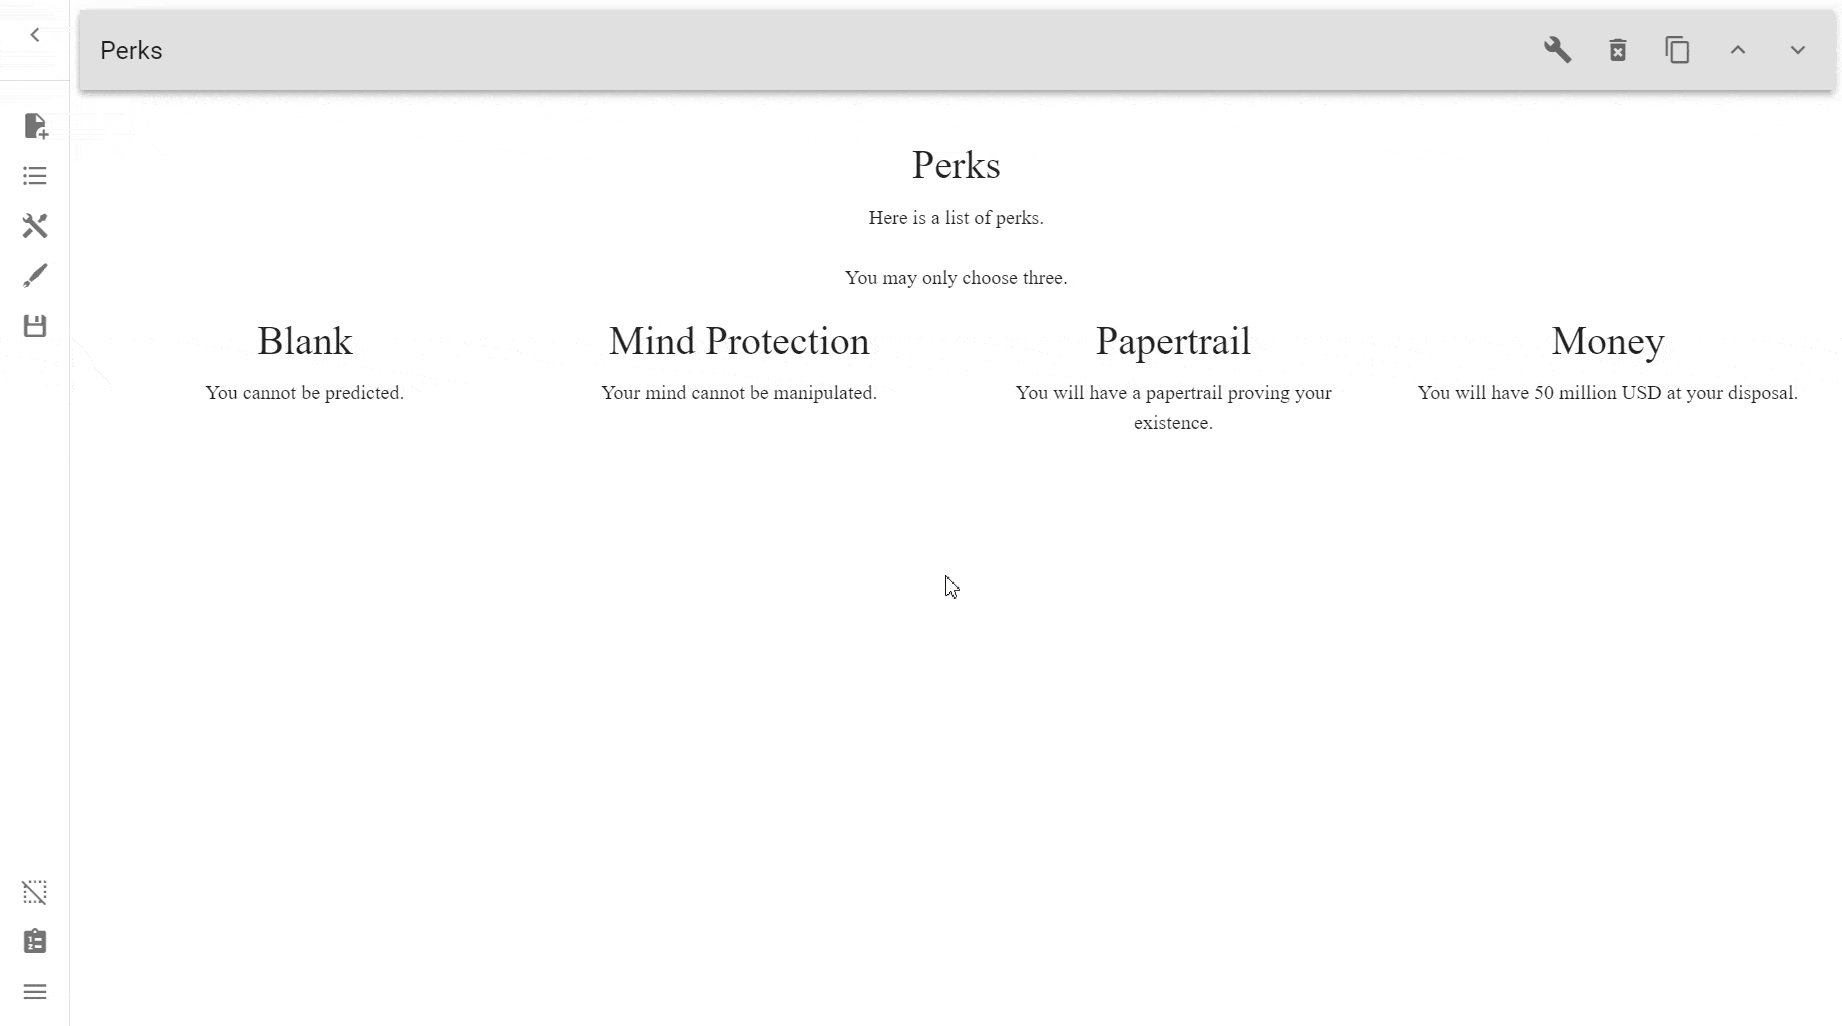 Perks
Perks
Here is a list of perks.
You may only choose three.
Blank
You cannot be predicted.
Mind Protection
Your mind cannot be manipulated.
Papertrail
You will have a papertrail proving your
existence.
Money
You will have 50 million USD at your disposal.